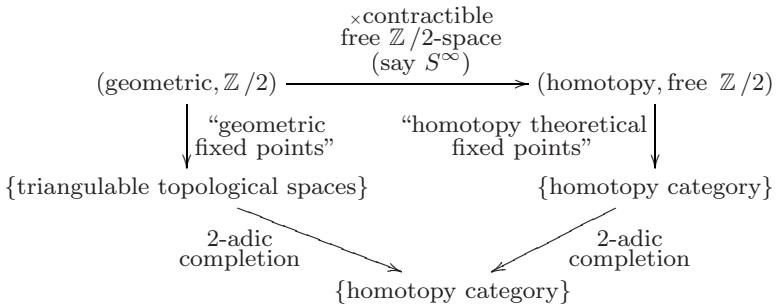 ×contractible
free ℤ/2-space
(say S^∞)
(geometric, ℤ/2) (homotopy, free ℤ/2)
“geometric
fixed points”
“homotopy theoretical
fixed points”
{triangulable topological spaces} {homotopy category}
2-adic
completion
2-adic
completion
{homotopy category}